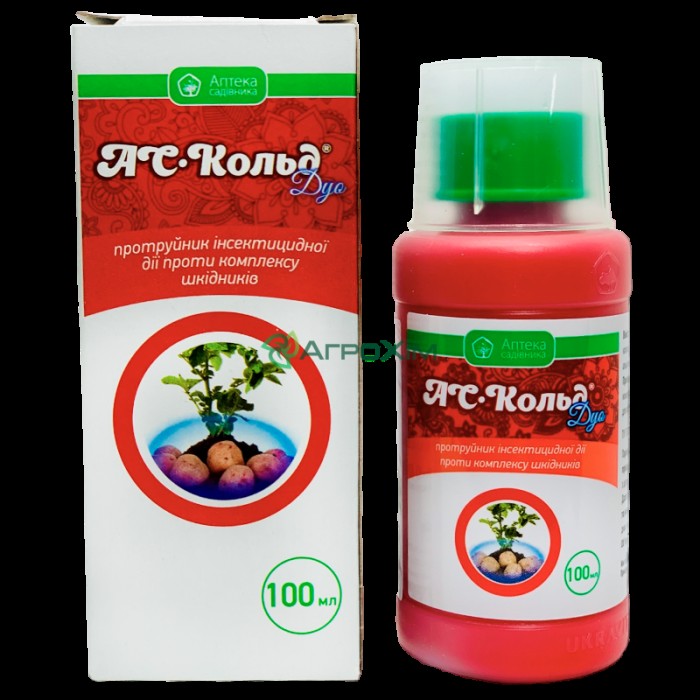 Аптека
садівника
АС·Кольд®
Дуо
протруйник інсектицидної
дії проти комплексу
шкідників
АгроХім
100 мл
Аптека
садівника
АС·Кольд®
Дуо
протруйник інсектицидної дії
проти комплексу шкідників
100 мл